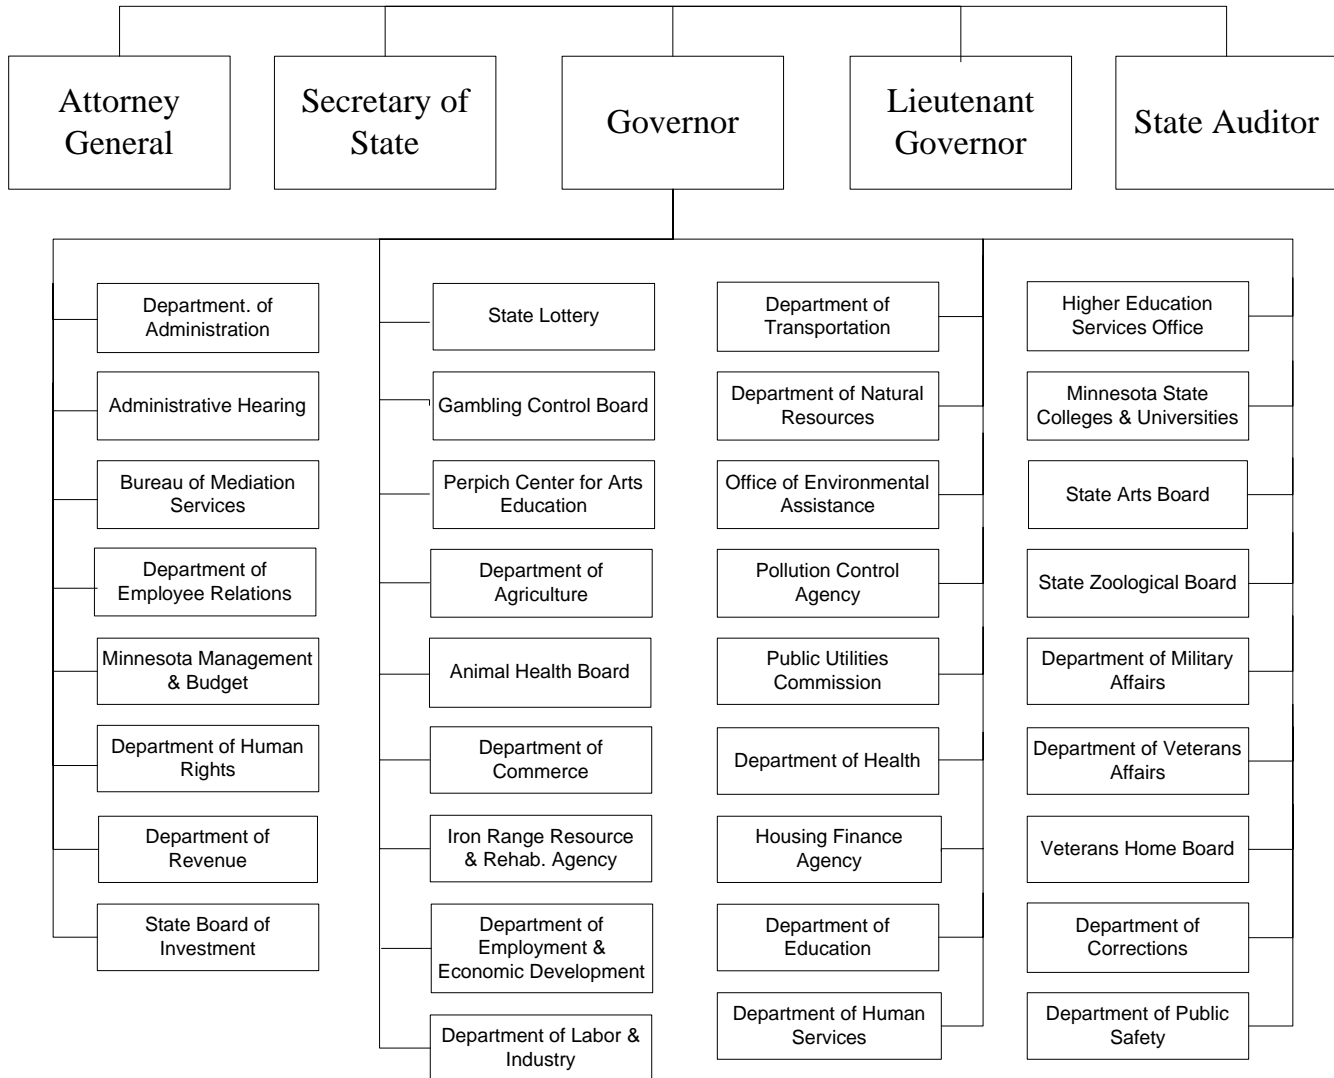 Attorney
General
Secretary of
State
Governor
Lieutenant
Governor
State Auditor
Department. of
Administration
Administrative Hearing
Bureau of Mediation
Services
Department of
Employee Relations
Minnesota Management
& Budget
Department of Human
Rights
Department of
Revenue
State Board of
Investment
State Lottery
Gambling Control Board
Perpich Center for Arts
Education
Department of
Agriculture
Animal Health Board
Department of
Commerce
Iron Range Resource
& Rehab. Agency
Department of
Employment &
Economic Development
Department of Labor &
Industry
Department of
Transportation
Department of Natural
Resources
Office of Environmental
Assistance
Pollution Control
Agency
Public Utilities
Commission
Department of Health
Housing Finance
Agency
Department of
Education
Department of Human
Services
Higher Education
Services Office
Minnesota State
Colleges & Universities
State Arts Board
State Zoological Board
Department of Military
Affairs
Department of Veterans
Affairs
Veterans Home Board
Department of
Corrections
Department of Public
Safety